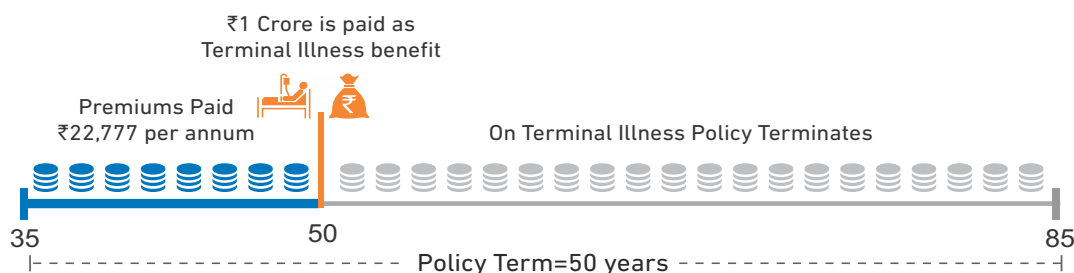 ₹1 Crore is paid as
Terminal Illness benefit
Premiums Paid
₹22,777 per annum
₹
On Terminal Illness Policy Terminates
35
50
85
Policy Term=50 years